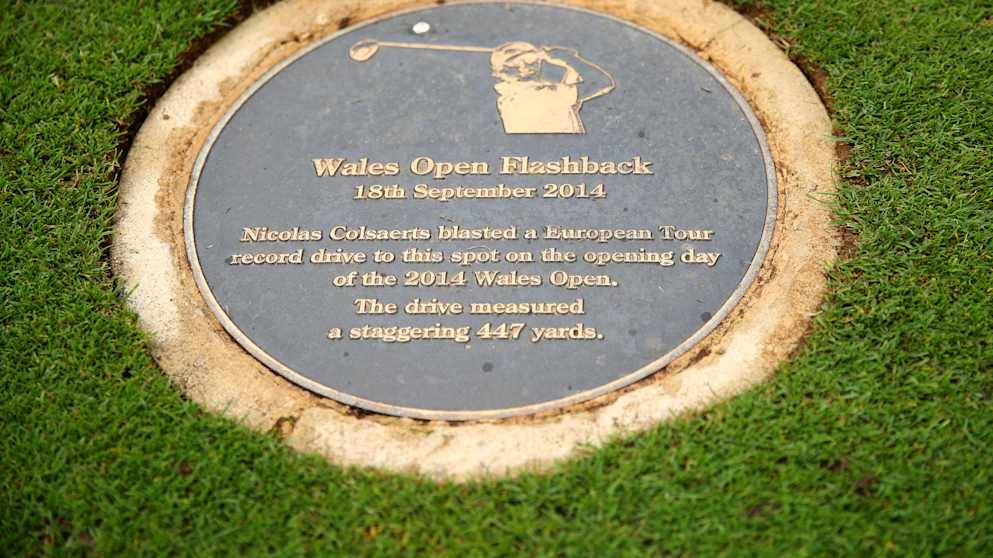 Wales Open Flashback
18th September 2014
Nicolas Colsaerts blasted a European Tour
record drive to this spot on the opening day
of the 2014 Wales Open.
The drive measured
a staggering 447 yards.